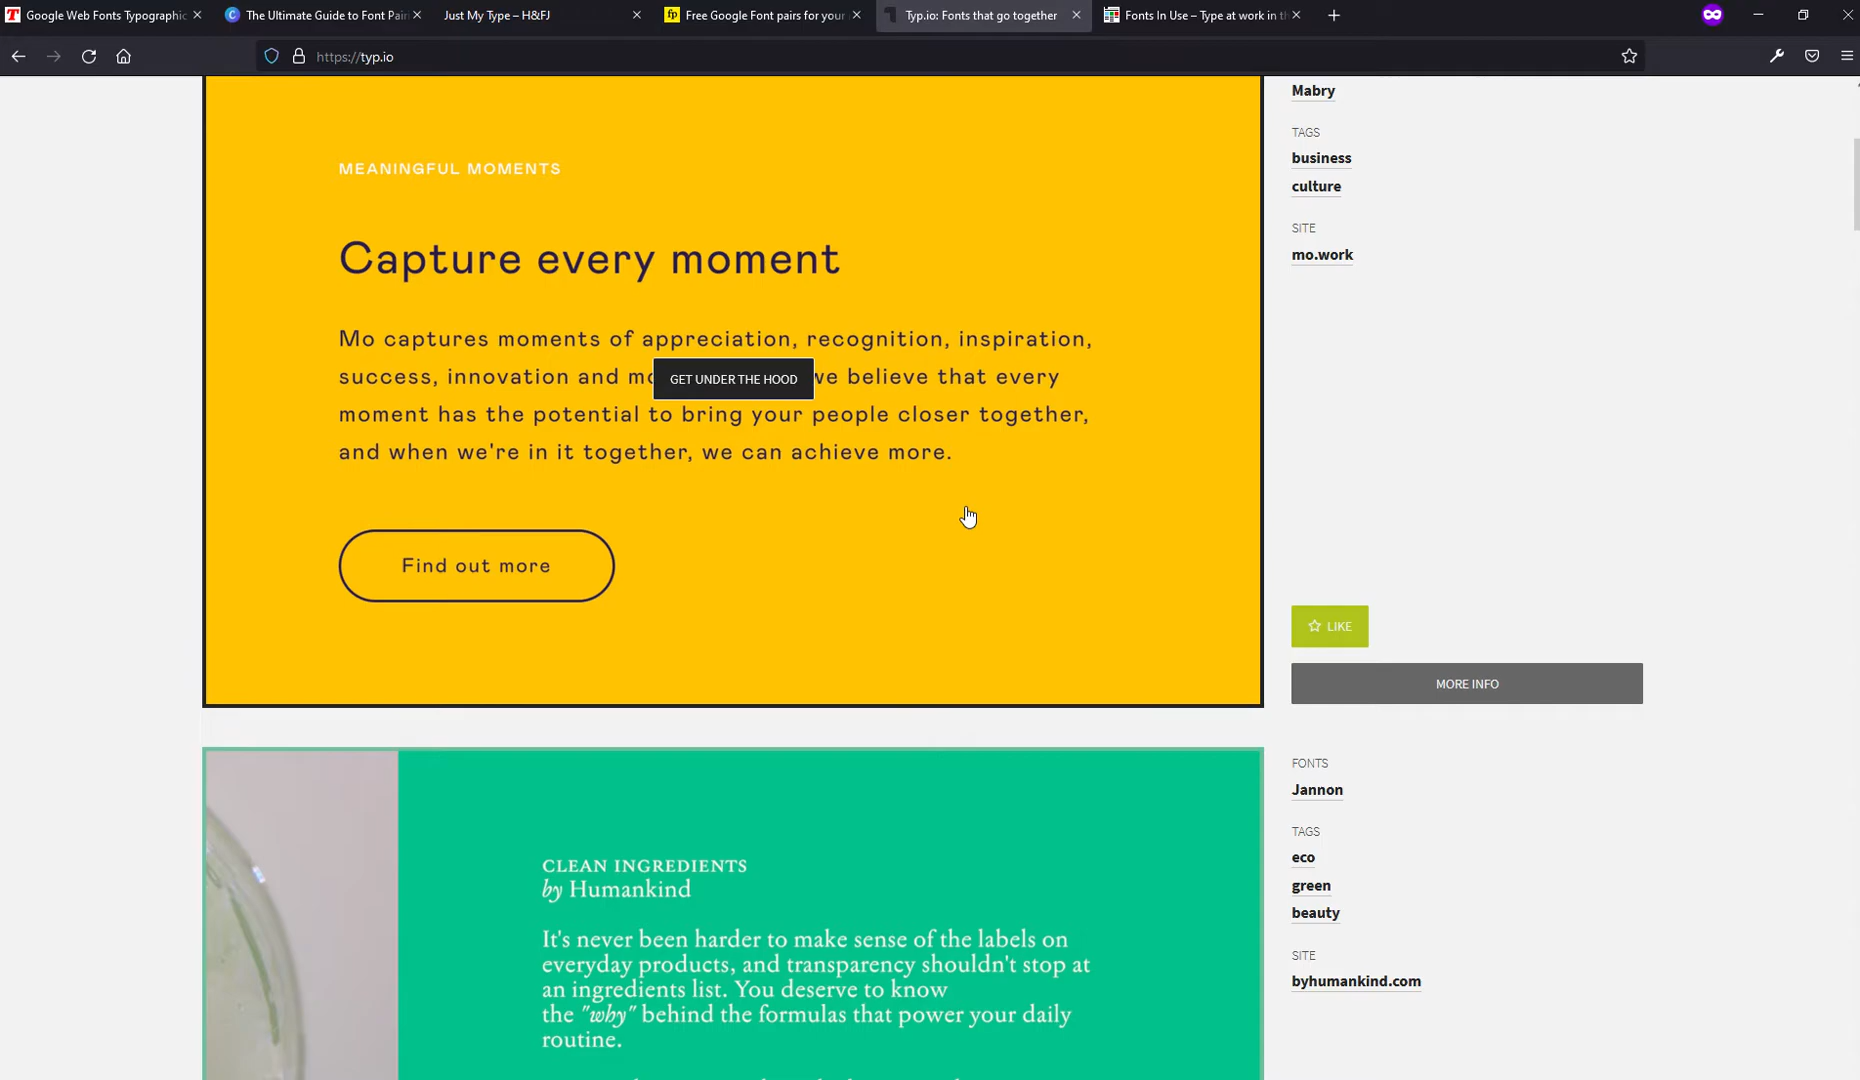 Google Web Fonts Typographic
The Ultimate Guide to Font Pair
Just My Type – H&FJ
Free Google Font pairs for your
Typ.io: Fonts that go together
Fonts In Use – Type at work in th
https://typ.io
MEANINGFUL MOMENTS
Capture every moment
Mo captures moments of appreciation, recognition, inspiration,
success, innovation and
we believe that every
moment has the potential to bring your people closer together,
and when we're in it together, we can achieve more.
GET UNDER THE HOOD
Find out more
Mabry
TAGS
business
culture
SITE
mo.work
LIKE
MORE INFO
CLEAN INGREDIENTS
by Humankind
It's never been harder to make sense of the labels on
everyday products, and transparency shouldn't stop at
an ingredients list. You deserve to know
the "why" behind the formulas that power your daily
routine.
FONTS
Jannon
TAGS
eco
green
beauty
SITE
byhumankind.com